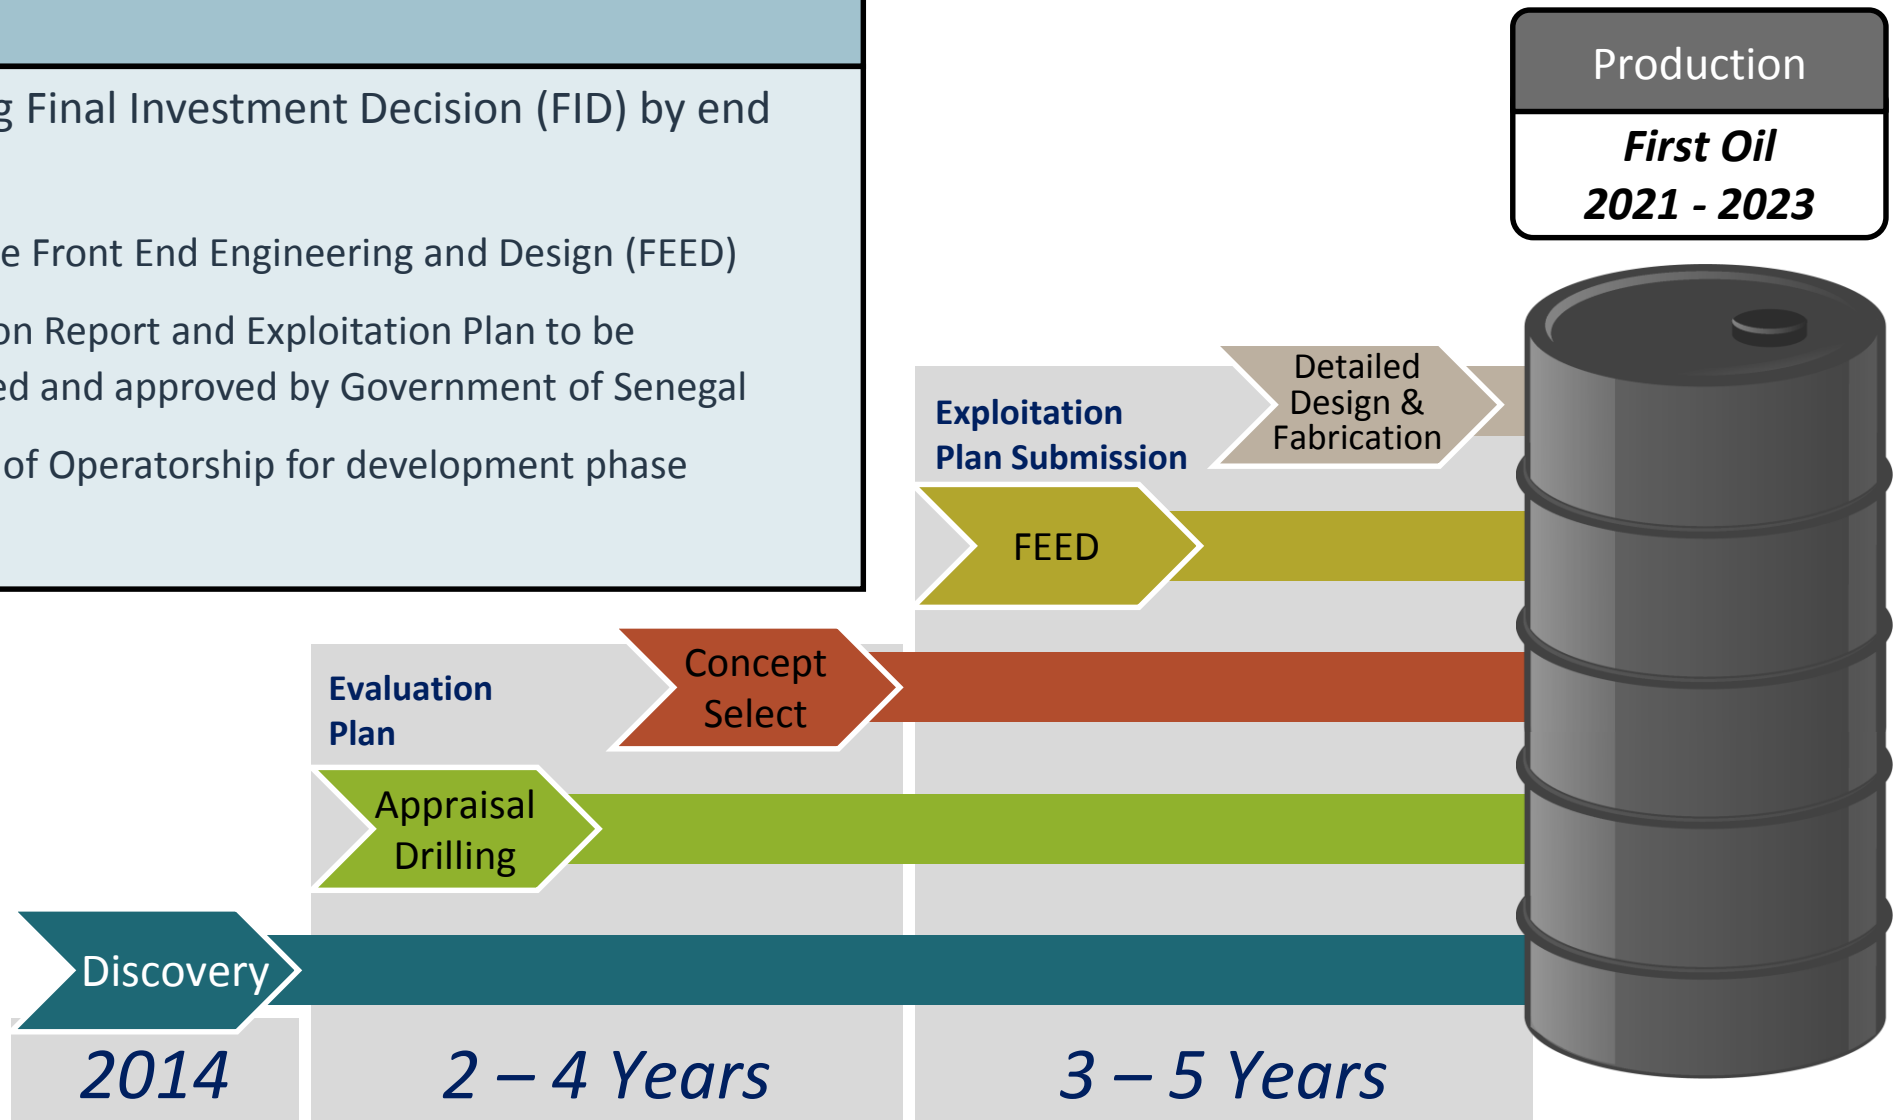 g Final Investment Decision (FID) by end
e Front End Engineering and Design (FEED)
on Report and Exploitation Plan to be
ed and approved by Government of Senegal
of Operatorship for development phase
Production
First Oil
2021 - 2023
Detailed
Design &
Fabrication
Exploitation
Plan Submission
FEED
Concept
Select
Evaluation
Plan
Appraisal
Drilling
Discovery
2014
2 – 4 Years
3 – 5 Years